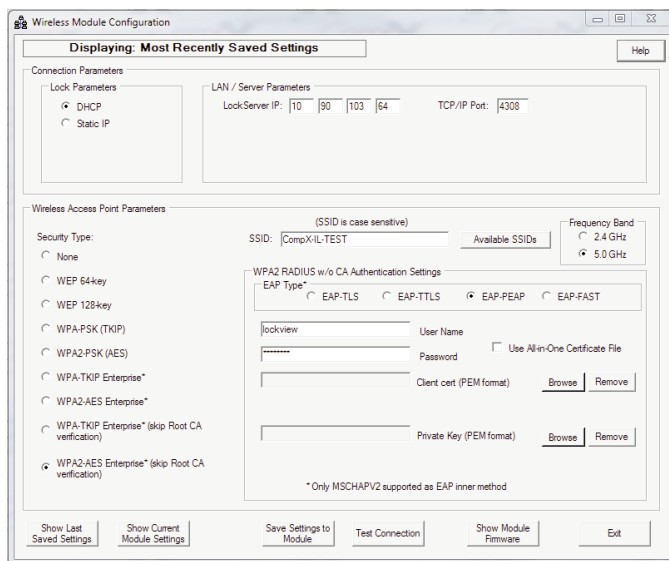 Wireless Module Configuration
Displaying: Most Recently Saved Settings
Help
Connection Parameters
Lock Parameters
DHCP
Static IP
LAN / Server Parameters
LockServer IP: 10 90 103 64 TCP/IP Port: 4308
Wireless Access Point Parameters
(SSID is case sensitive)
SSID: CompX-IL-TEST Available SSIDs
Frequency Band
2.4 GHz
5.0 GHz
Security Type:
None
WEP 64-key
WEP 128-key
WPA-PSK (TKIP)
WPA2-PSK (AES)
WPA-TKIP Enterprise*
WPA2-AES Enterprise*
WPA-TKIP Enterprise* (skip Root CA
verification)
WPA2-AES Enterprise* (skip Root CA
verification)
WPA2 RADIUS w/o CA Authentication Settings
EAP Type*
EAP-TLS EAP-TTLS EAP-PEAP EAP-FAST
lockview User Name
******** Password
Use All-in-One Certificate File
Client cert (PEM format) Browse Remove
Private Key (PEM format) Browse Remove
* Only MSCHAPV2 supported as EAP inner method
Show Last
Saved Settings
Show Current
Module Settings
Save Settings to
Module
Test Connection
Show Module
Firmware
Exit